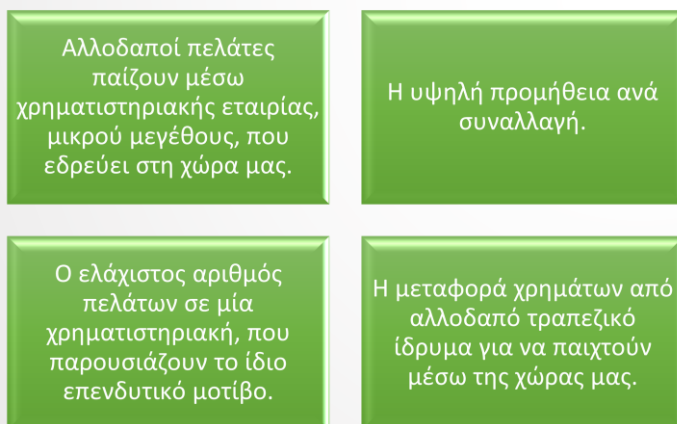 Αλλοδαποί πελάτες
παίζουν μέσω
χρηματιστηριακής εταιρίας,
μικρού μεγέθους, που
εδρεύει στη χώρα μας.
Η υψηλή προμήθεια ανά
συναλλαγή.
Ο ελάχιστος αριθμός
πελάτων σε μία
χρηματιστηριακή, που
παρουσιάζουν το ίδιο
επενδυτικό μοτίβο.
Η μεταφορά χρημάτων από
αλλοδαπό τραπεζικό
ίδρυμα για να παιχτούν
μέσω της χώρας μας.